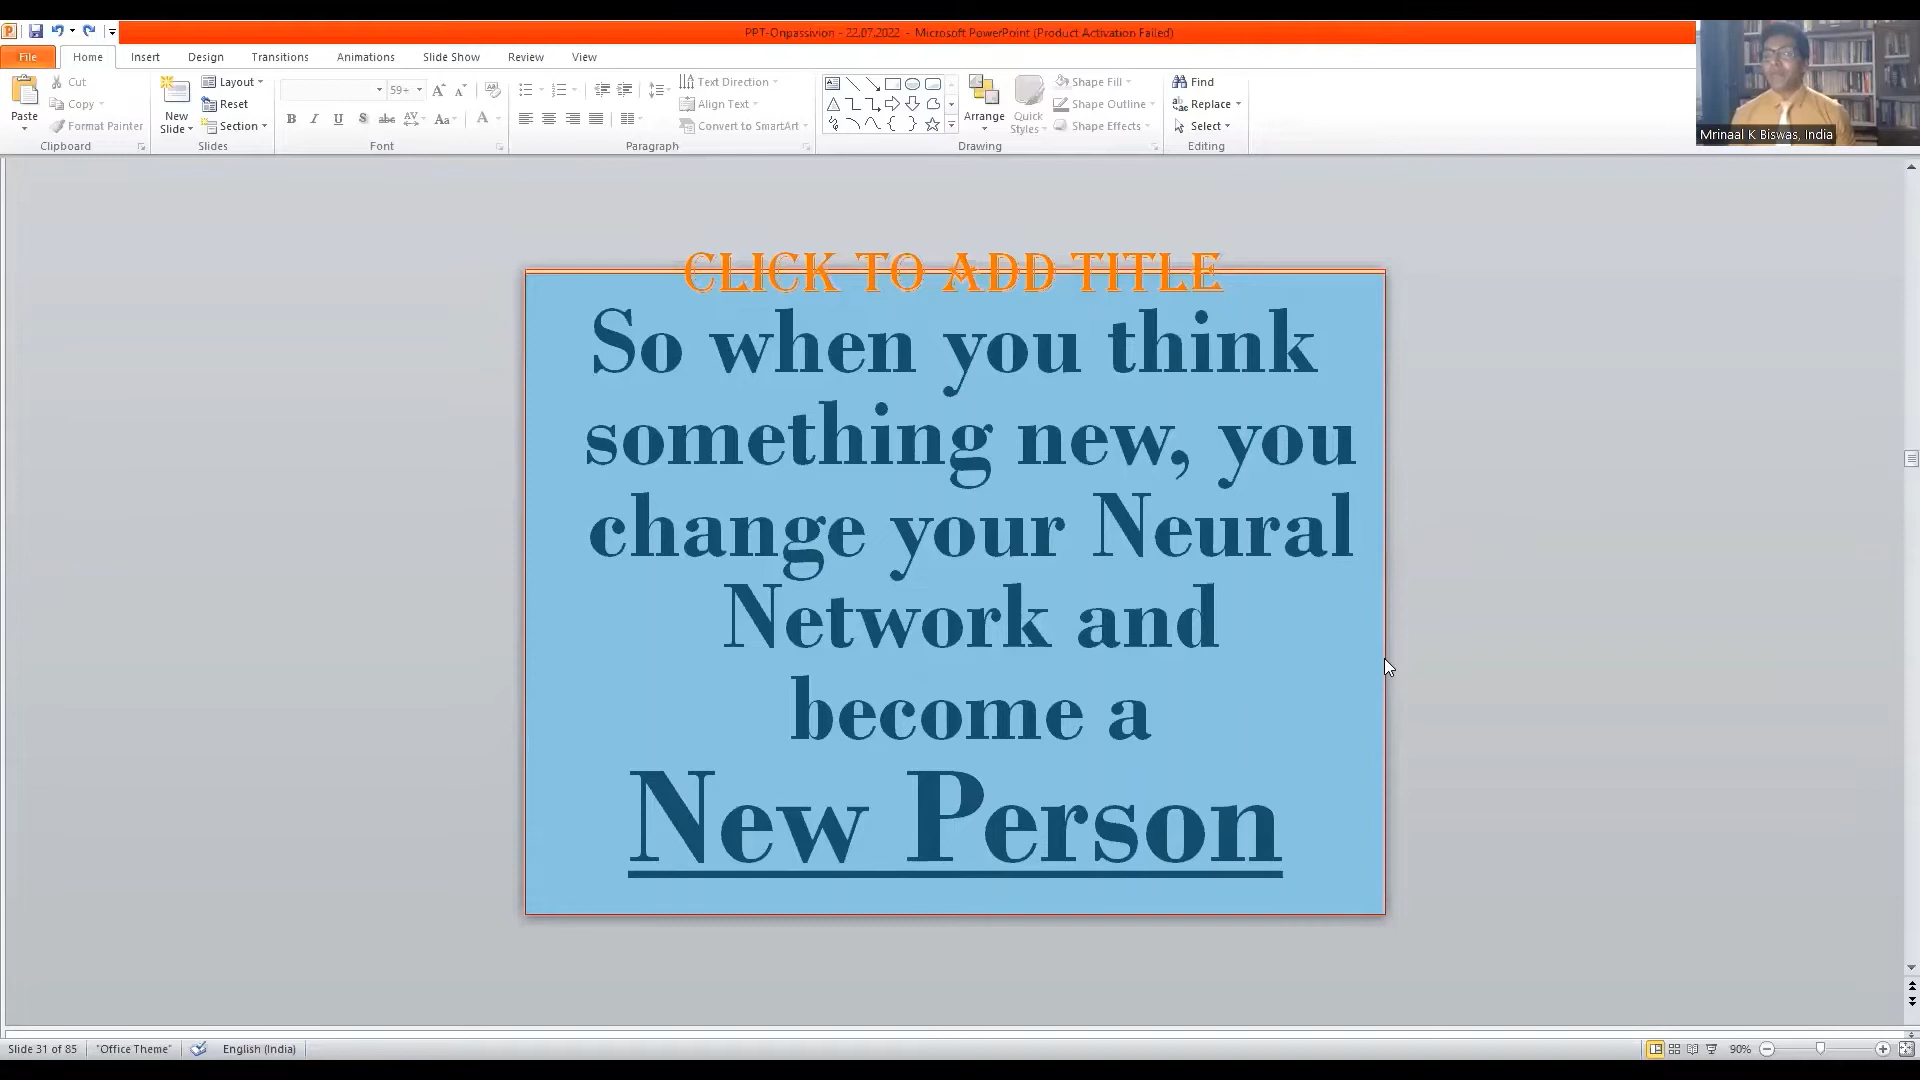 PPT-Onpassivion - 22.07.2022 - Microsoft PowerPoint (Product Activation Failed)
File Home Insert Design Transitions Animations Slide Show Review View
Paste
Cut
Copy
Format Painter
Clipboard
New Slide
Layout
Reset
Section
Slides
59+
Font
Text Direction
Align Text
Convert to SmartArt
Paragraph
Arrange
Quick Styles
Shape Fill
Shape Outline
Shape Effects
Drawing
Find
Replace
Select
Editing
Mrinaal K Biswas, India
CLICK TO ADD TITLE
So when you think
something new, you
change your Neural
Network and
become a
New Person
Slide 31 of 85 "Office Theme" English (India) 90%